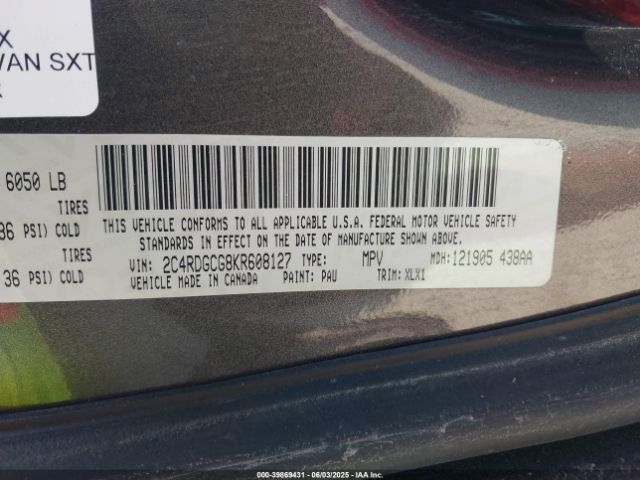 X
VAN SXT
6050 LB
TIRES
36 PSI) COLD
TIRES
36 PSI) COLD
THIS VEHICLE CONFORMS TO ALL APPLICABLE U.S.A. FEDERAL MOTOR VEHICLE SAFETY
STANDARDS IN EFFECT ON THE DATE OF MANUFACTURE SHOWN ABOVE.
VIN: 2C4RDGCG8KR608127 TYPE: MPV MDH:121905 438AA
VEHICLE MADE IN CANADA PAINT: PAU TRIM: XLX1
000-39869431 - 06/03/2025 - IAAI.COM